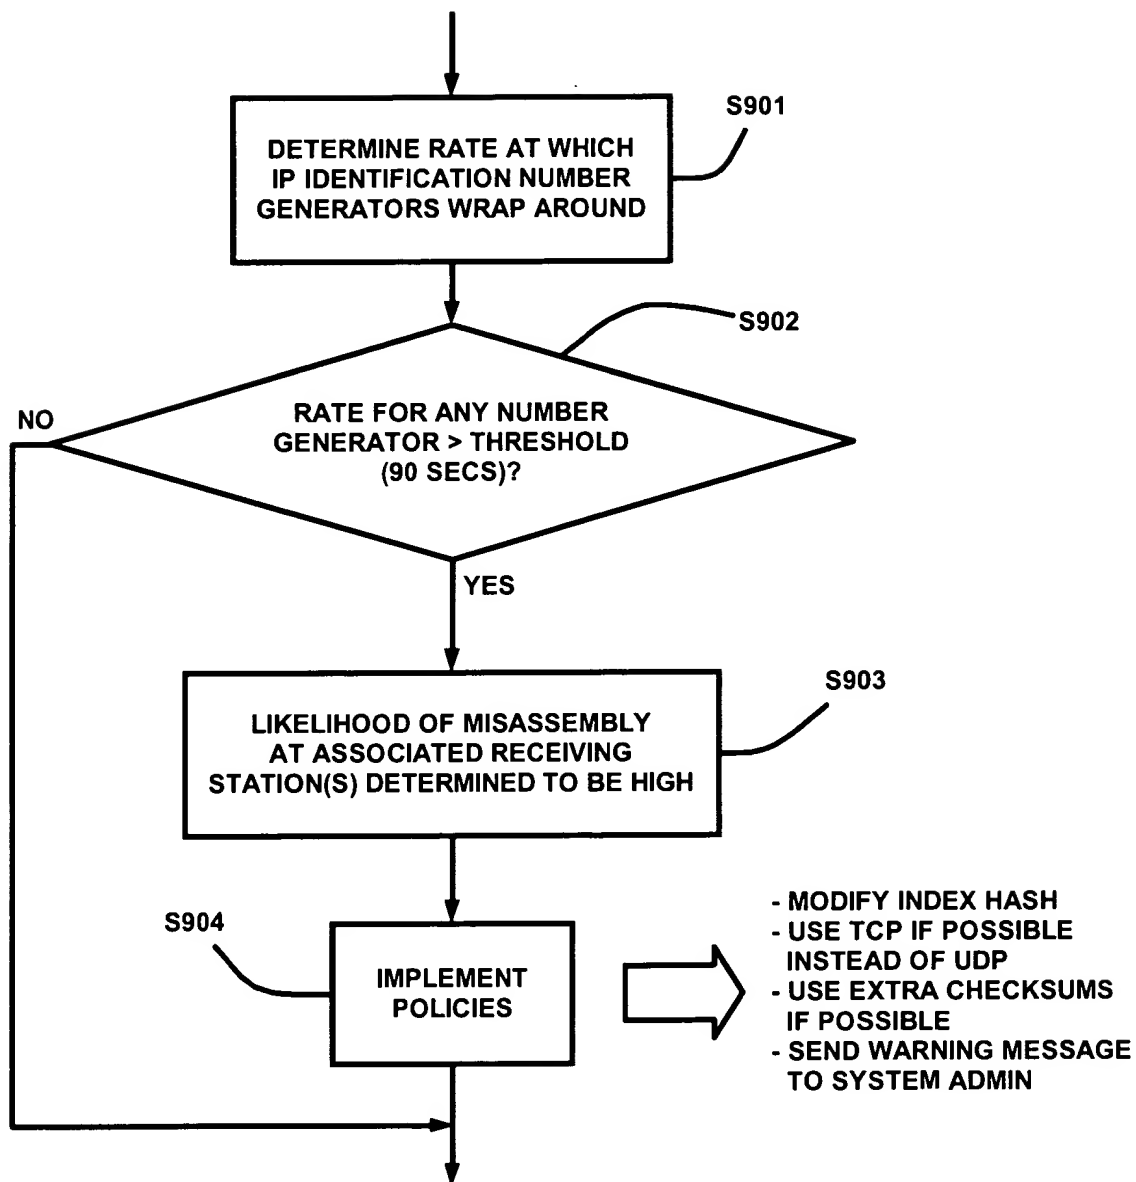 S901
DETERMINE RATE AT WHICH
IP IDENTIFICATION NUMBER
GENERATORS WRAP AROUND
S902
NO
RATE FOR ANY NUMBER
GENERATOR > THRESHOLD
(90 SECS)?
YES
S903
LIKELIHOOD OF MISASSEMBLY
AT ASSOCIATED RECEIVING
STATION(S) DETERMINED TO BE HIGH
S904
IMPLEMENT
POLICIES
- MODIFY INDEX HASH
- USE TCP IF POSSIBLE
INSTEAD OF UDP
- USE EXTRA CHECKSUMS
IF POSSIBLE
- SEND WARNING MESSAGE
TO SYSTEM ADMIN